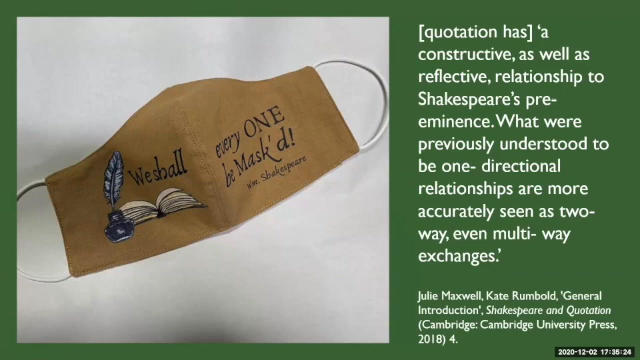 We shall
every ONE
be Mask'd!
Wm. Shakespeare
[quotation has] ‘a
constructive, as well as
reflective, relationship to
Shakespeare’s pre-
eminence. What were
previously understood to
be one- directional
relationships are more
accurately seen as two-
way, even multi- way
exchanges.’
Julie Maxwell, Kate Rumbold, 'General
Introduction', Shakespeare and Quotation
(Cambridge: Cambridge University Press,
2018) 4.
2020-12-02 17:35:24